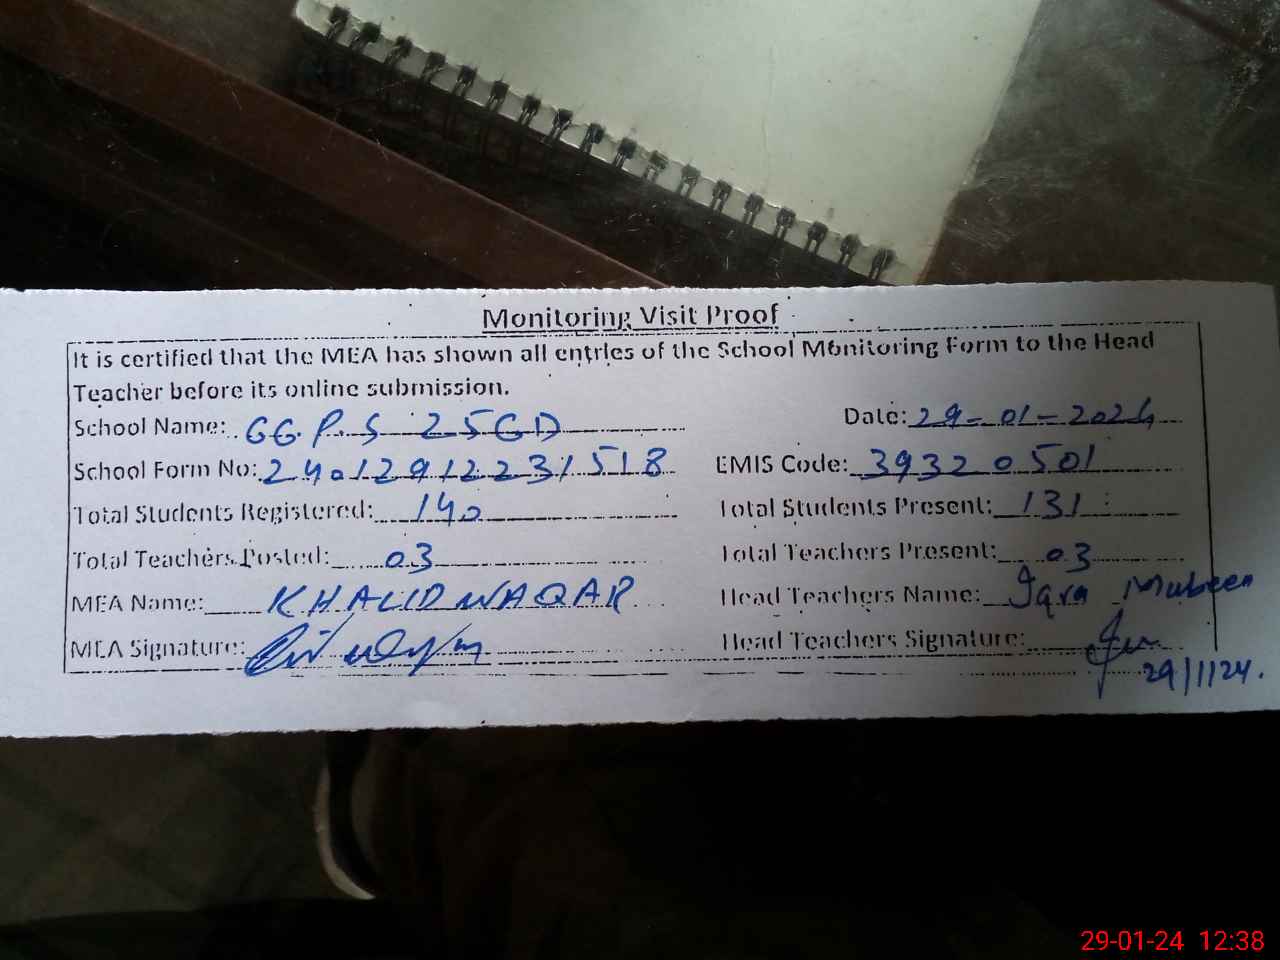 Monitoring Visit Proof
It is certified that the MEA has shown all entries of the School Monitoring Form to the Head
Teacher before its online submission.
School Name: GG.P.S 25GD Date: 29-01-2024
School Form No: 24012912231518 EMIS Code: 39320501
Total Students Registered: 140 Total Students Present: 131
Total Teachers Posted: 03 Total Teachers Present: 03
MEA Name: KHALID WAQAR Head Teachers Name: Iqra Mubeen
MEA Signature: Head Teachers Signature:
29/1/24.
29-01-24 12:38